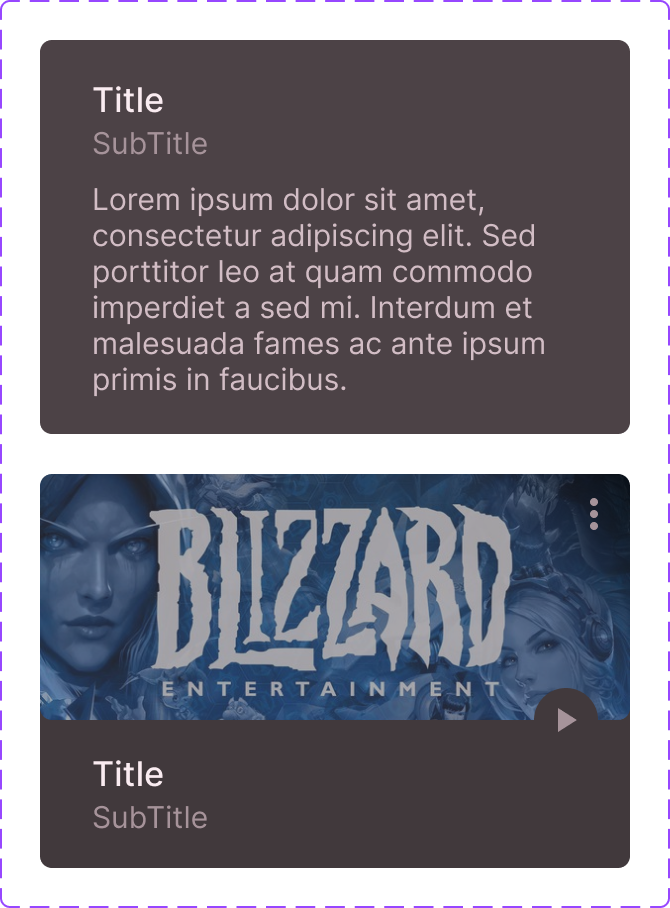 Title
SubTitle
Lorem ipsum dolor sit amet,
consectetur adipiscing elit. Sed
porttitor leo at quam commodo
imperdiet a sed mi. Interdum et
malesuada fames ac ante ipsum
primis in faucibus.
BLIZZARD
ENTERTAINMENT
Title
SubTitle